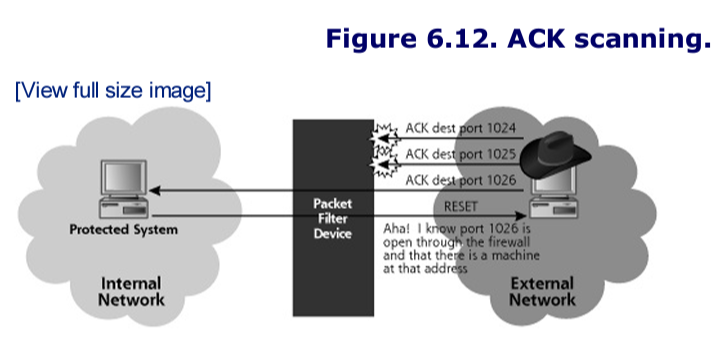 Figure 6.12. ACK scanning.
[View full size image]
ACK dest port 1024
ACK dest port 1025
ACK dest port 1026
RESET
Packet
Filter
Device
Protected System
Aha! I know port 1026 is
open through the firewall
and that there is a machine
at that address
Internal
Network
External
Network